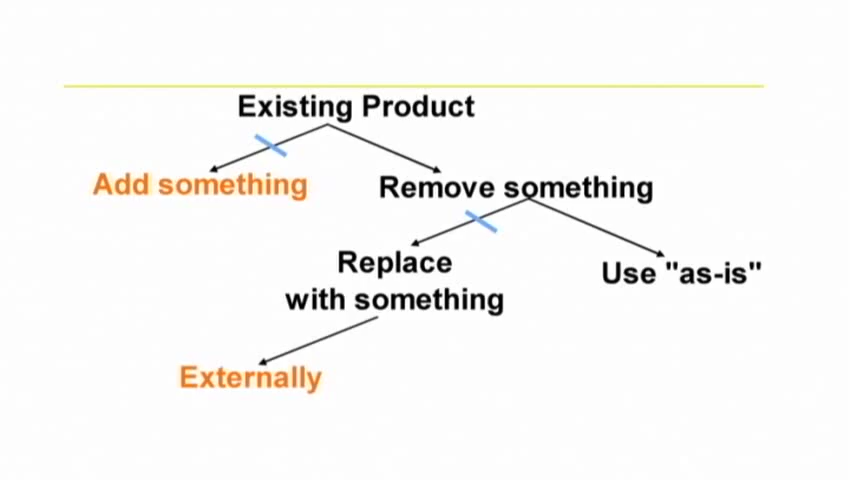 Existing Product
Add something
Remove something
Replace
with something
Use "as-is"
Externally